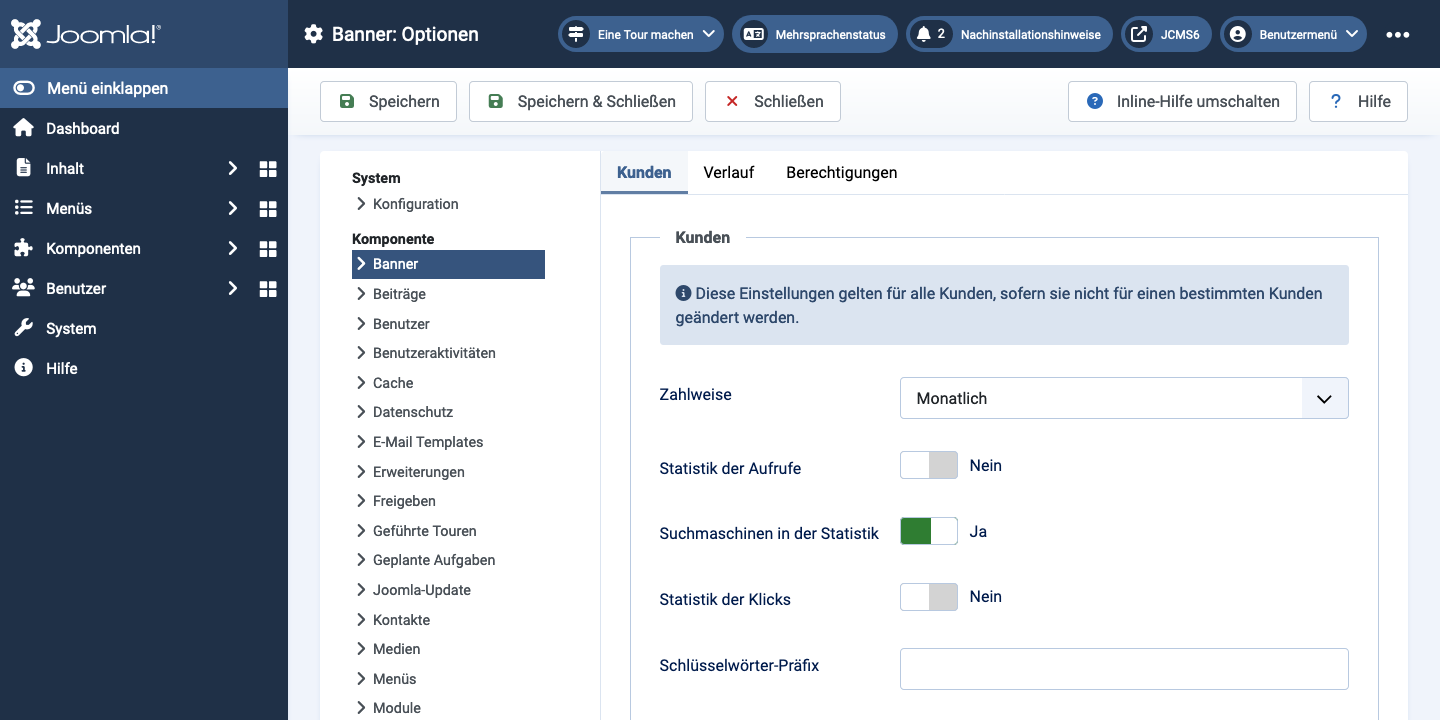 Joomla!®
Banner: Optionen
Eine Tour machen
Mehrsprachenstatus
2 Nachinstallationshinweise
JCMS6
Benutzermenü
Menü einklappen
Dashboard
Inhalt
Menüs
Komponenten
Benutzer
System
Hilfe
Speichern
Speichern & Schließen
Schließen
Inline-Hilfe umschalten
Hilfe
System
Konfiguration
Komponente
Banner
Beiträge
Benutzer
Benutzeraktivitäten
Cache
Datenschutz
E-Mail Templates
Erweiterungen
Freigeben
Geführte Touren
Geplante Aufgaben
Joomla-Update
Kontakte
Medien
Menüs
Module
Kunden
Verlauf
Berechtigungen
Kunden
Diese Einstellungen gelten für alle Kunden, sofern sie nicht für einen bestimmten Kunden
geändert werden.
Zahlweise
Monatlich
Statistik der Aufrufe
Nein
Suchmaschinen in der Statistik
Ja
Statistik der Klicks
Nein
Schlüsselwörter-Präfix